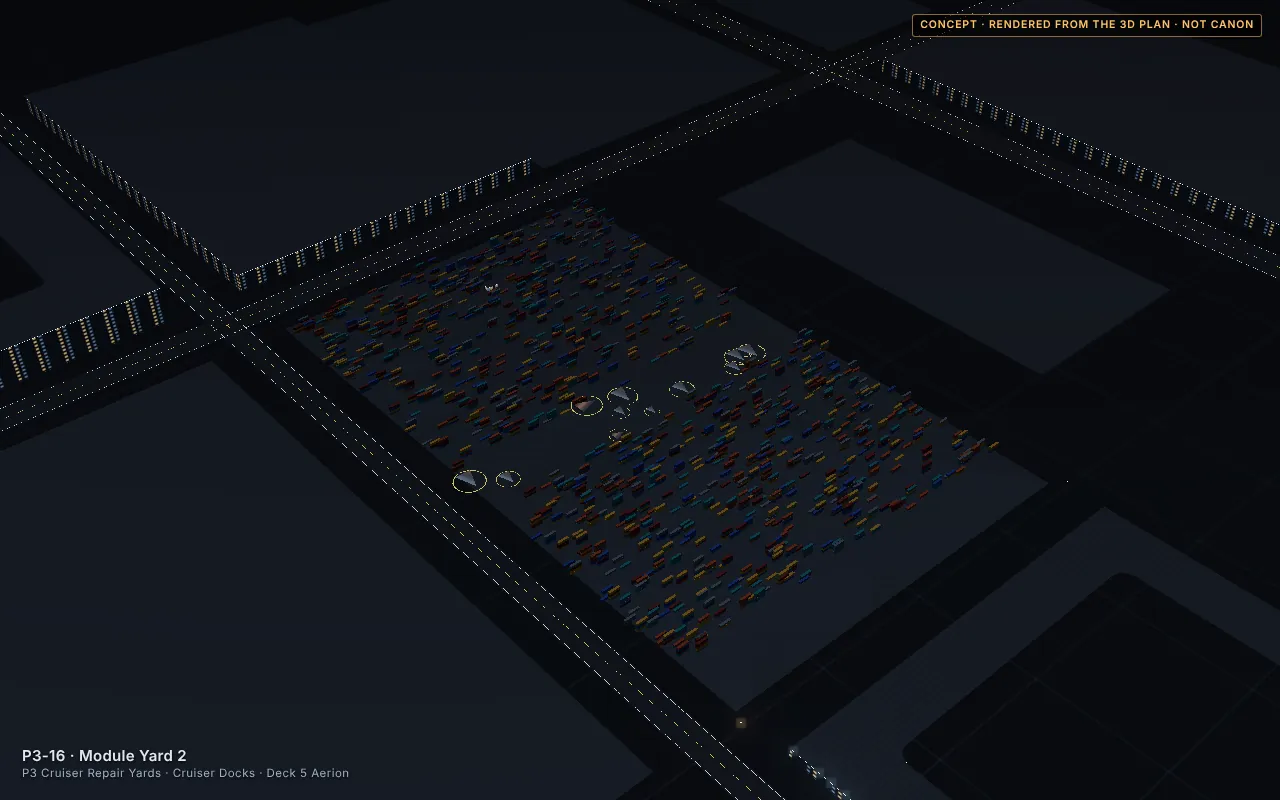 CONCEPT · RENDERED FROM THE 3D PLAN · NOT CANON
P3-16 · Module Yard 2
P3 Cruiser Repair Yards · Cruiser Docks · Deck 5 Aerion